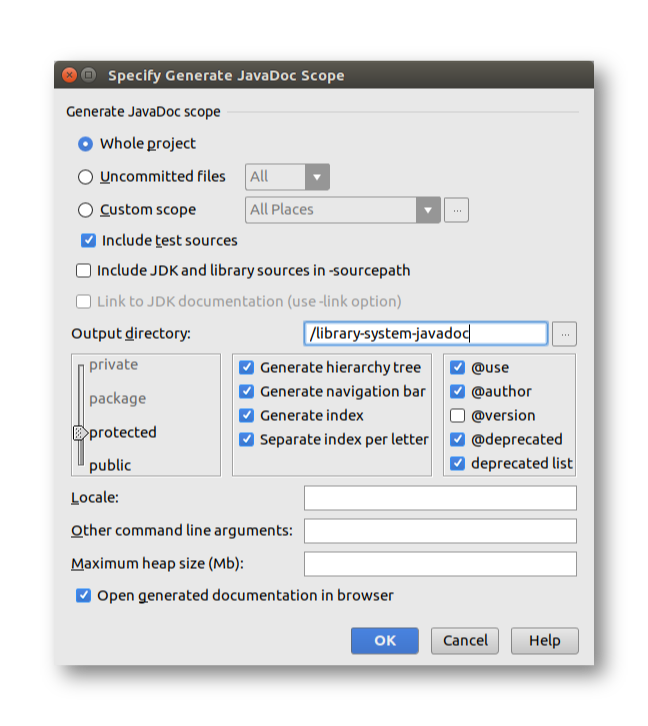 Specify Generate JavaDoc Scope
Generate JavaDoc scope
Whole project
Uncommitted files All
Custom scope All Places ...
Include test sources
Include JDK and library sources in -sourcepath
Link to JDK documentation (use -link option)
Output directory: /library-system-javadoc ...
private
package
protected
public
Generate hierarchy tree
Generate navigation bar
Generate index
Separate index per letter
@use
@author
@version
@deprecated
deprecated list
Locale:
Other command line arguments:
Maximum heap size (Mb):
Open generated documentation in browser
OK Cancel Help